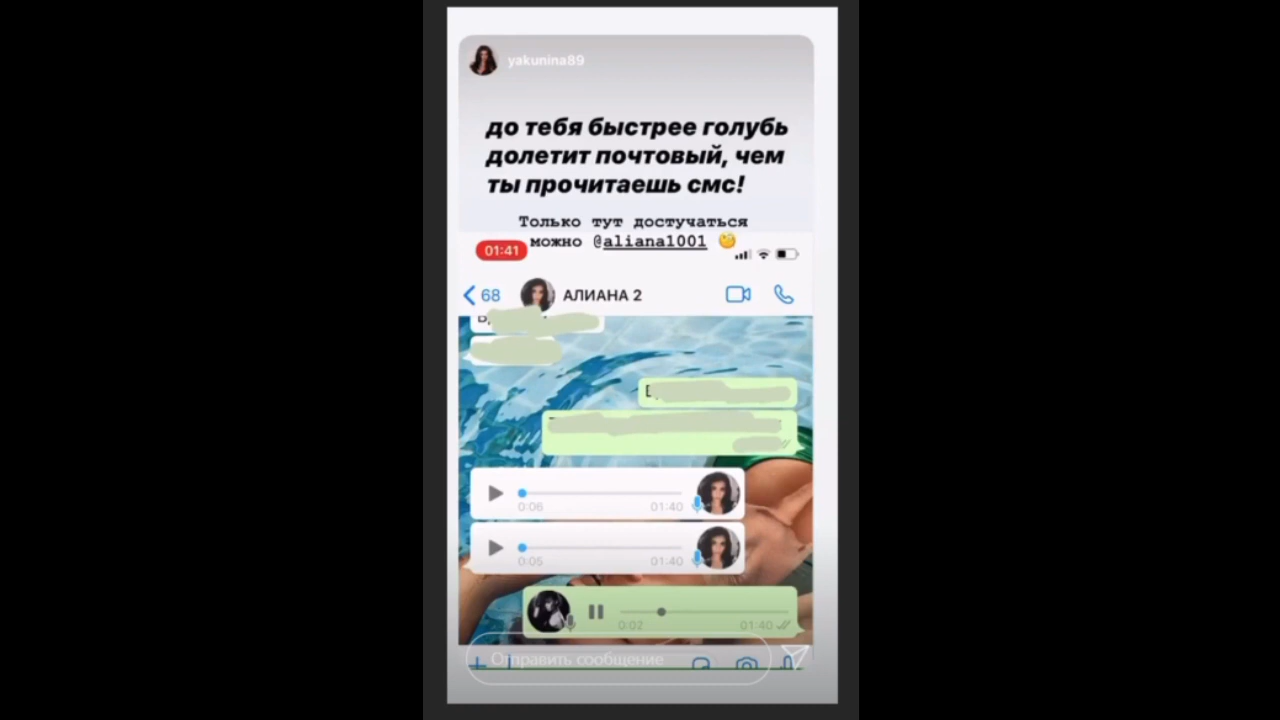 yakunina89
до тебя быстрее голубь
долетит почтовый, чем
ты прочитаешь смс!
Только тут достучаться
можно @aliana1001
01:41
68
АЛИАНА 2
0:06
01:40
0:05
01:40
0:02
01:40
Отправить сообщение